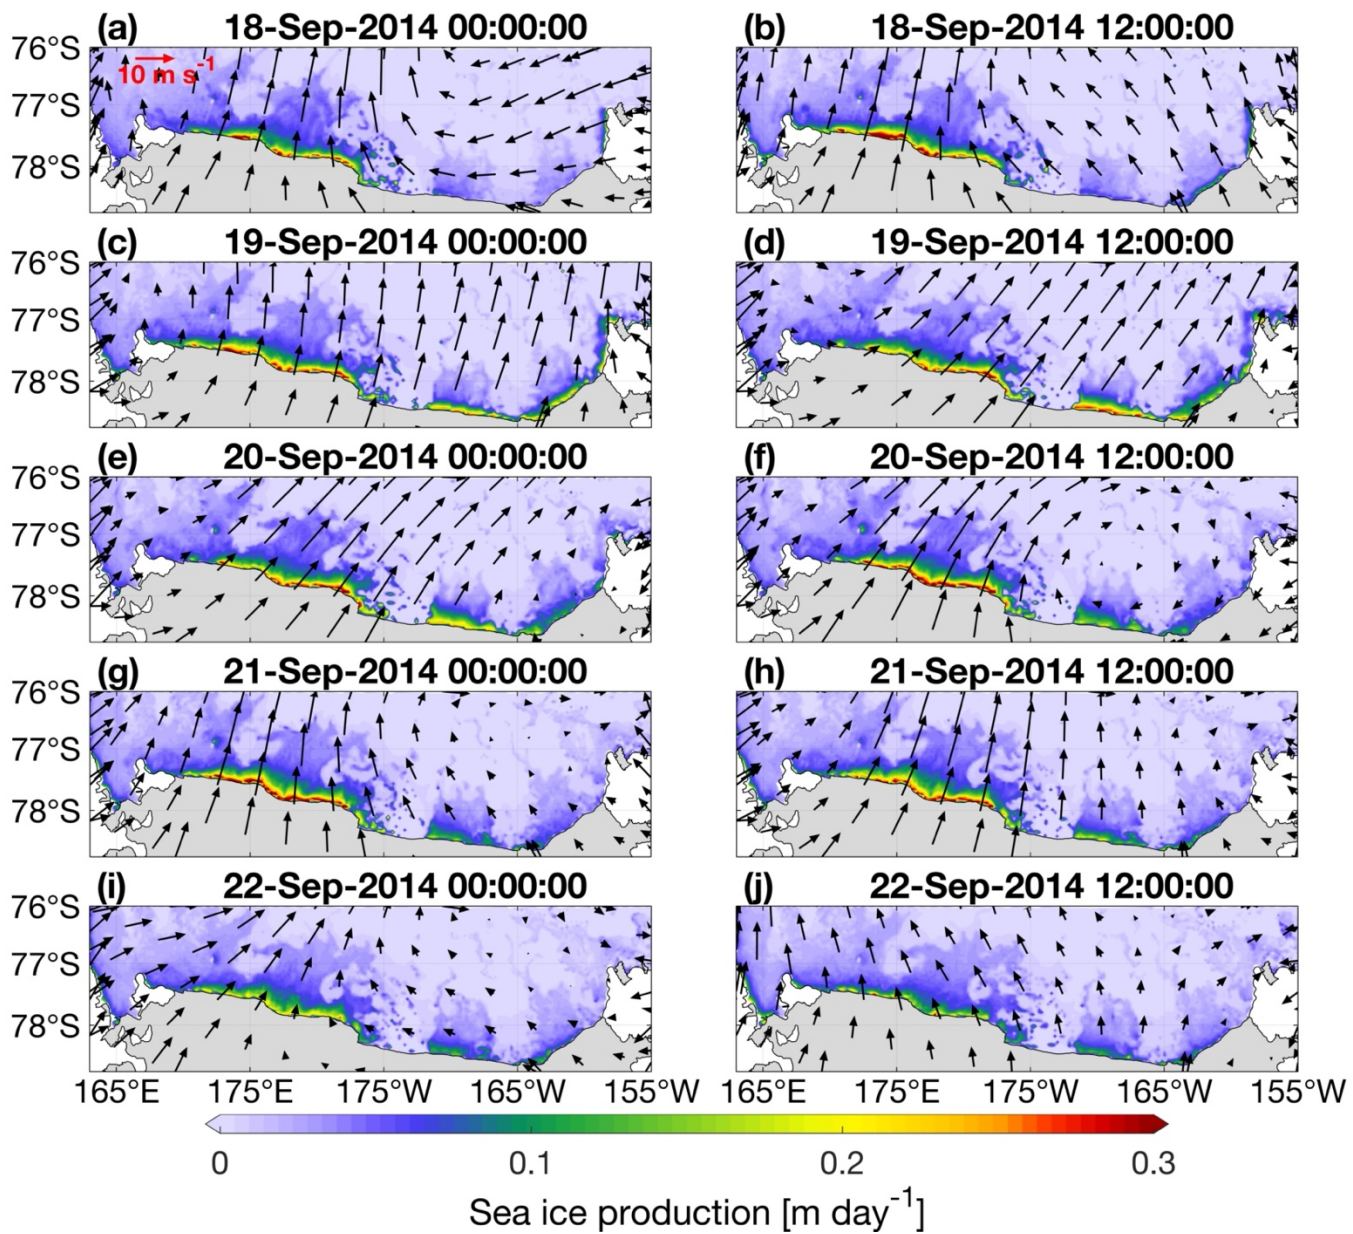 (a) 18-Sep-2014 00:00:00
(b) 18-Sep-2014 12:00:00
76°S
77°S
78°S
10 m s⁻¹
(c) 19-Sep-2014 00:00:00
(d) 19-Sep-2014 12:00:00
76°S
77°S
78°S
(e) 20-Sep-2014 00:00:00
(f) 20-Sep-2014 12:00:00
76°S
77°S
78°S
(g) 21-Sep-2014 00:00:00
(h) 21-Sep-2014 12:00:00
76°S
77°S
78°S
(i) 22-Sep-2014 00:00:00
(j) 22-Sep-2014 12:00:00
76°S
77°S
78°S
165°E 175°E 175°W 165°W 155°W
165°E 175°E 175°W 165°W 155°W
0 0.1 0.2 0.3
Sea ice production [m day⁻¹]